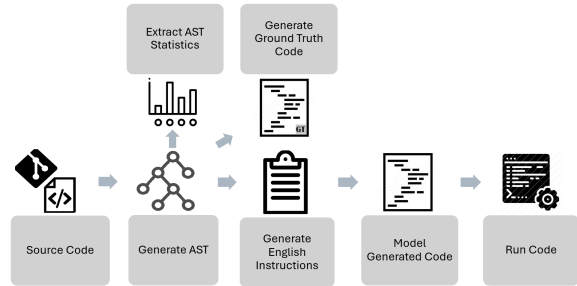 Extract AST
Statistics
Generate
Ground Truth
Code
GT
</>
Source Code
Generate AST
Generate
English
Instructions
Model
Generated Code
Run Code